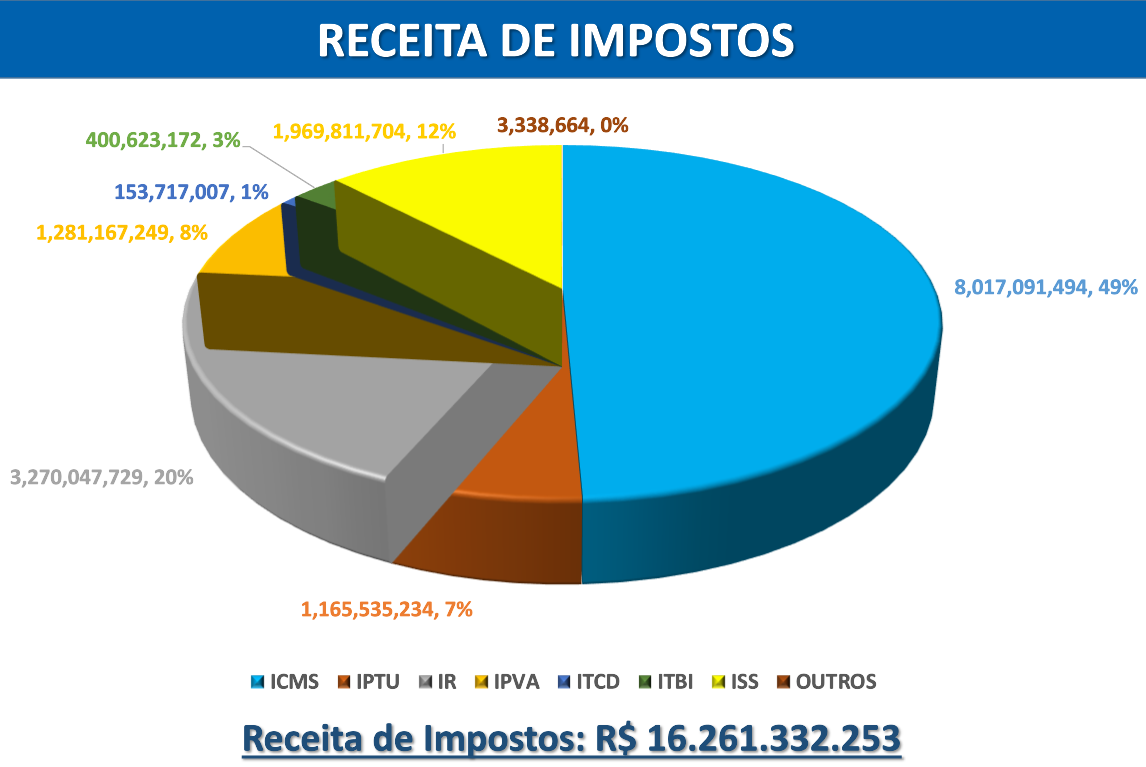 RECEITA DE IMPOSTOS
3,338,664, 0%
1,969,811,704, 12%
400,623,172, 3%
153,717,007, 1%
1,281,167,249, 8%
8,017,091,494, 49%
3,270,047,729, 20%
1,165,535,234, 7%
ICMS IPTU IR IPVA ITCD ITBI ISS OUTROS
Receita de Impostos: R$ 16.261.332.253